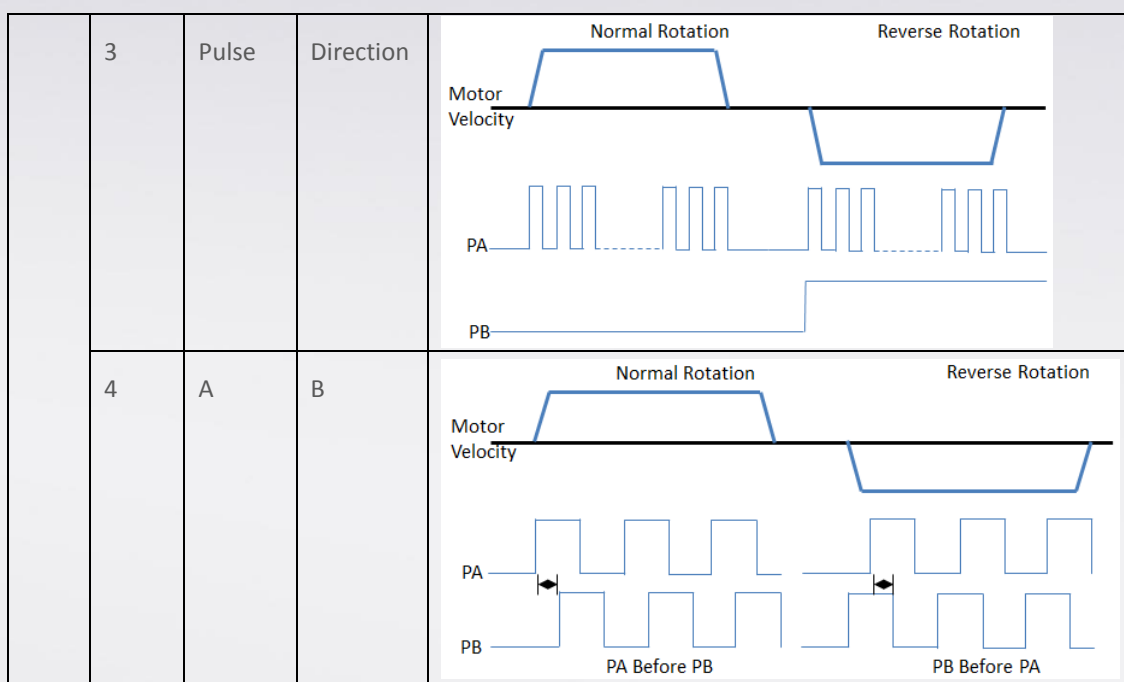 3 Pulse Direction
Normal Rotation Reverse Rotation
Motor
Velocity
PA
PB
4 A B
Normal Rotation Reverse Rotation
Motor
Velocity
PA
PB
PA Before PB PB Before PA